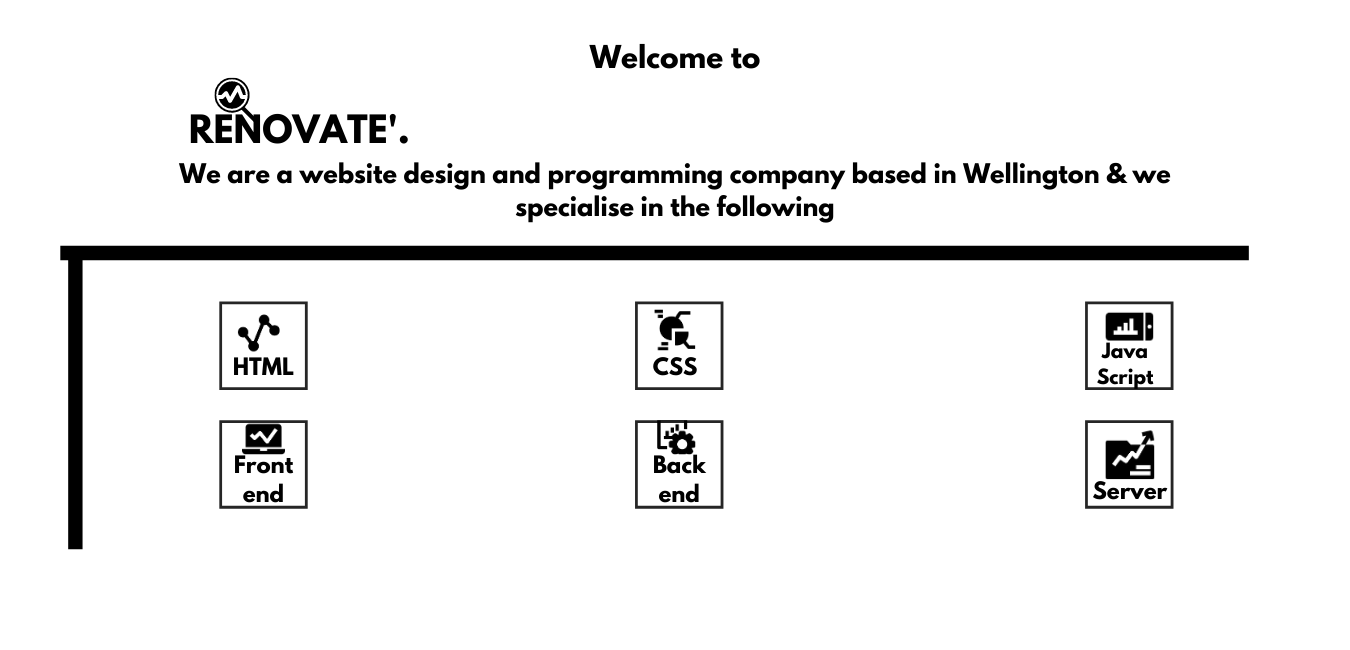 Welcome to
RENOVATE'.
We are a website design and programming company based in Wellington & we
specialise in the following
HTML
CSS
Java
Script
Front
end
Back
end
Server